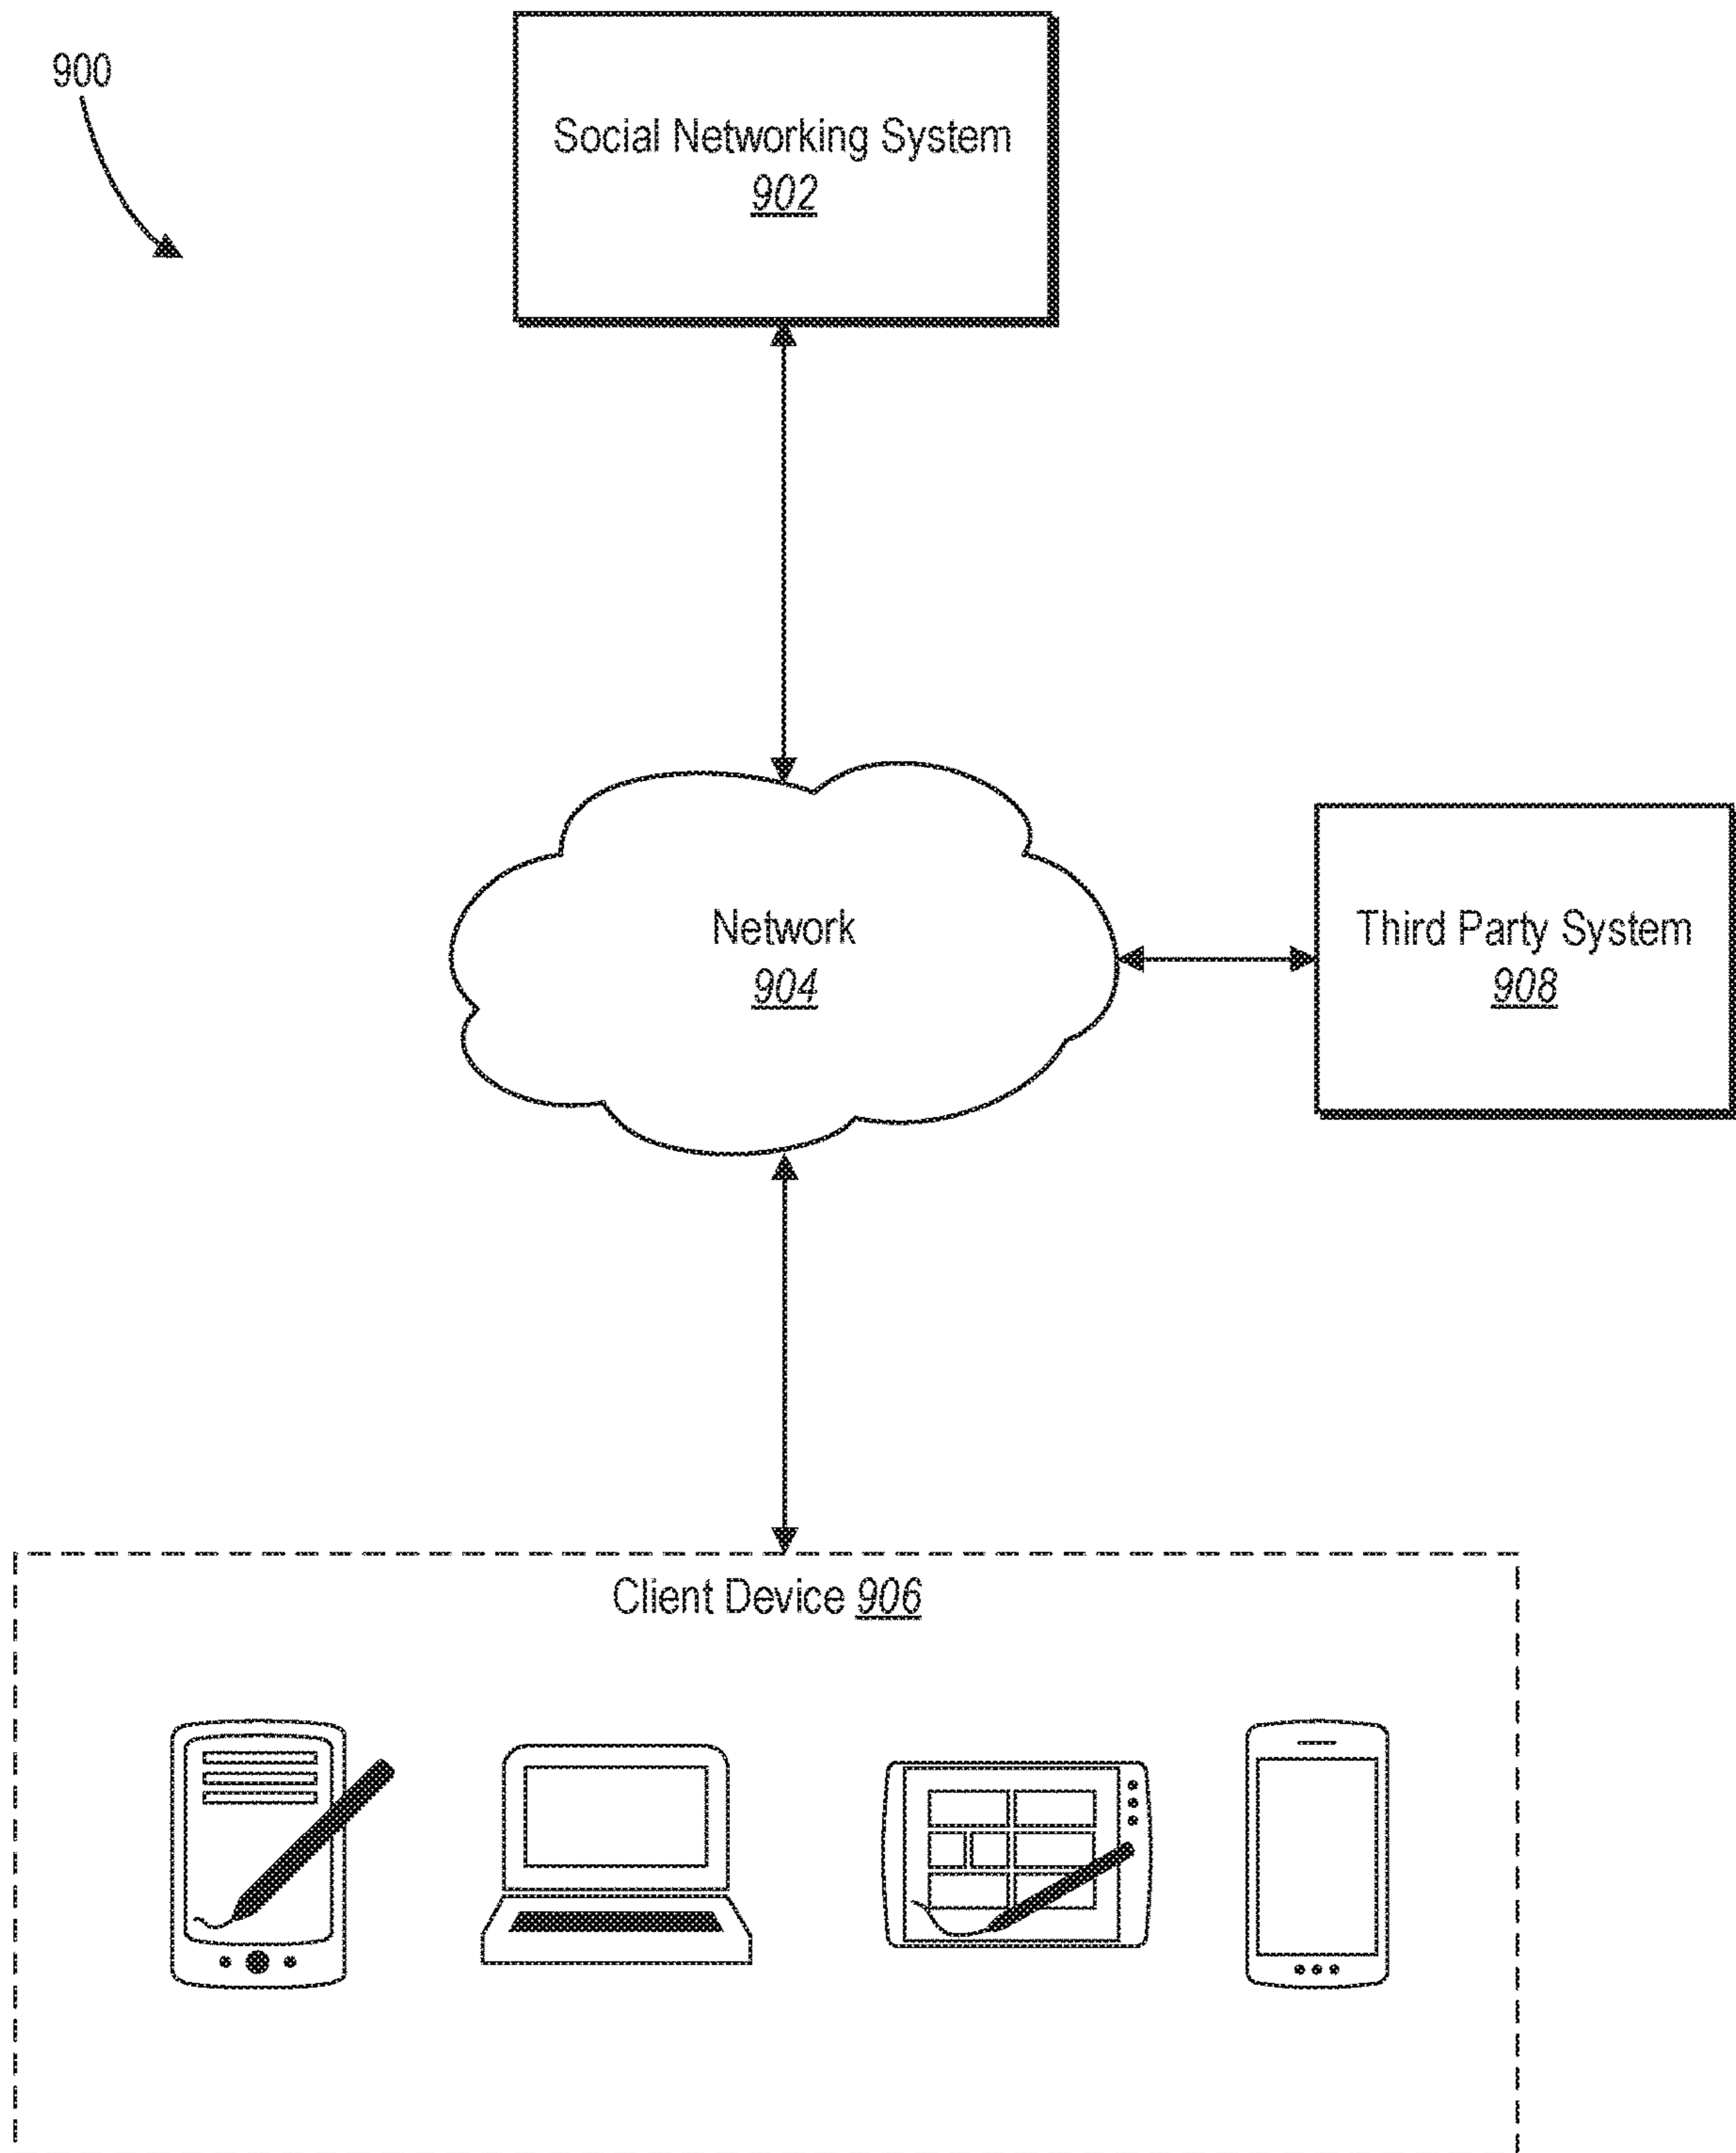 900
Social Networking System
902
Network
904
Third Party System
908
Client Device 906